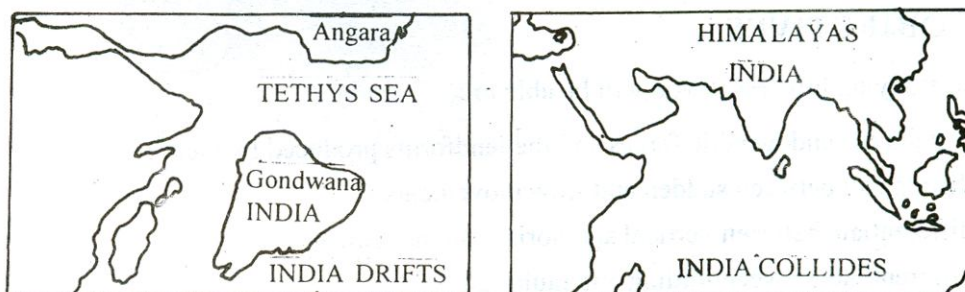 Angara
TETHYS SEA
Gondwana
INDIA
INDIA DRIFTS
HIMALAYAS
INDIA
INDIA COLLIDES